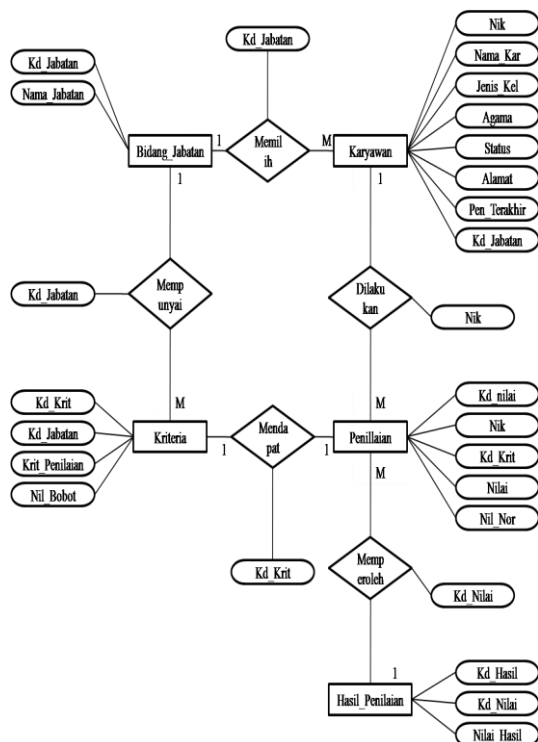 Nik
Kd_Jabatan
Nama_Kar
Kd_Jabatan
Jenis_Kel
Nama_Jabatan
Agama
Bidang_Jabatan
1
Memil
ih
M
Karyawan
Status
1
1
Alamat
Pen_Terakhir
Kd_Jabatan
Kd_Jabatan
Memp
unyai
Dilaku
kan
Nik
Kd_Krit
M
M
Kd_nilai
Kd_Jabatan
Nik
Kriteria
1
Menda
pat
1
Penillaian
Krit_Penilaian
Kd_Krit
Nil_Bobot
M
Nilai
Nil_Nor
Kd_Krit
Memp
eroleh
Kd_Nilai
1
Kd_Hasil
Hasil_Penilaian
Kd_Nilai
Nilai_Hasil